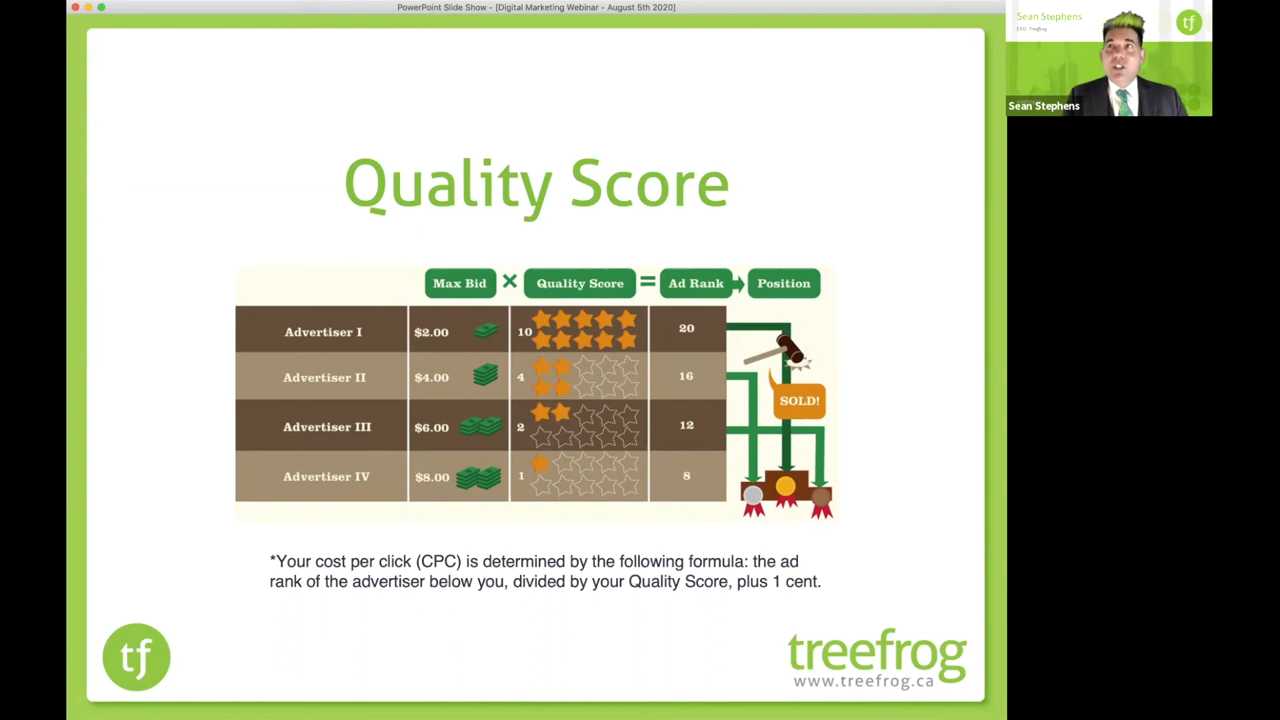 PowerPoint Slide Show - [Digital Marketing Webinar - August 5th 2020]
Sean Stephens
CEO, Treefrog
tf
Sean Stephens
Quality Score
Max Bid × Quality Score = Ad Rank Position
Advertiser I $2.00 10 20
Advertiser II $4.00 4 16
SOLD!
Advertiser III $6.00 2 12
Advertiser IV $8.00 1 8
*Your cost per click (CPC) is determined by the following formula: the ad
rank of the advertiser below you, divided by your Quality Score, plus 1 cent.
tf
treefrog
www.treefrog.ca